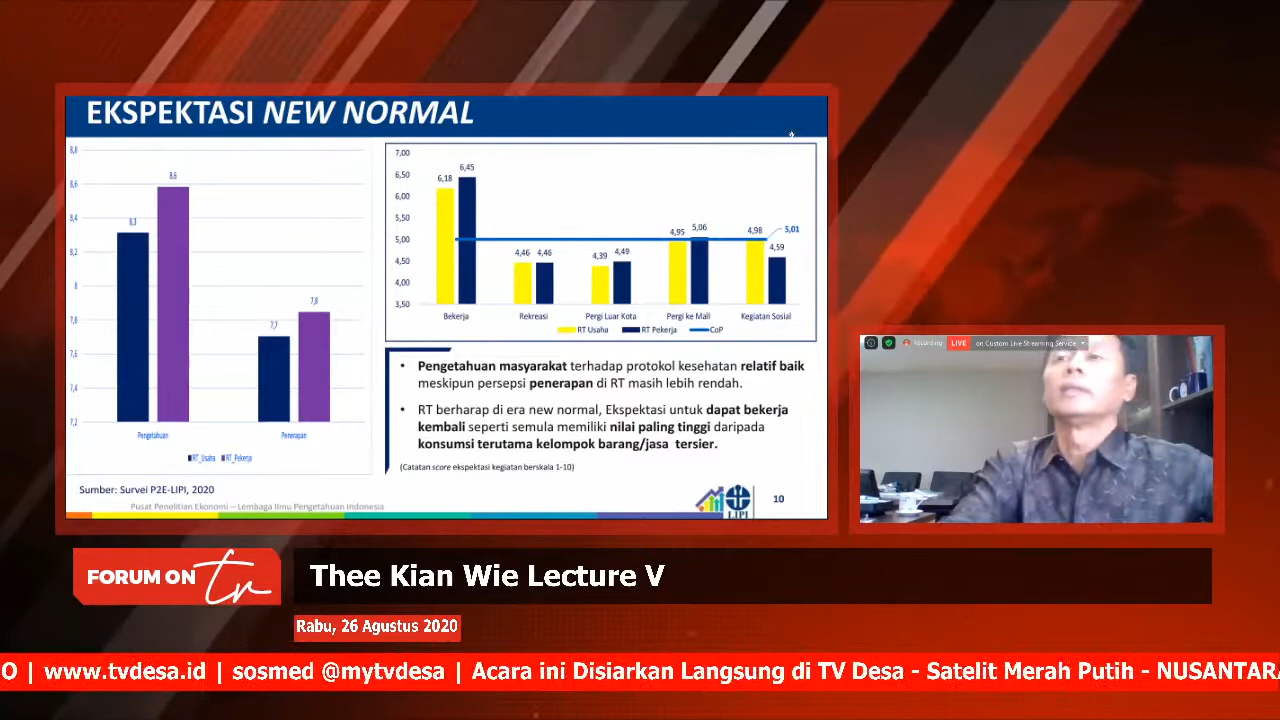 EKSPEKTASI NEW NORMAL
8,8
8,6
8,4
8,2
8
7,8
7,6
7,4
7,2
8,3
8,6
7,7
7,8
Pengetahuan
Penerapan
RT_Usaha
RT_Pekerja
7,00
6,50
6,00
5,50
5,00
4,50
4,00
3,50
6,18
6,45
4,46
4,46
4,39
4,49
4,95
5,06
4,98
4,59
5,01
Bekerja
Rekreasi
Pergi Luar Kota
Pergi ke Mall
Kegiatan Sosial
RT Usaha
RT Pekerja
CoP
• Pengetahuan masyarakat terhadap protokol kesehatan relatif baik
meskipun persepsi penerapan di RT masih lebih rendah.
• RT berharap di era new normal, Ekspektasi untuk dapat bekerja
kembali seperti semula memiliki nilai paling tinggi daripada
konsumsi terutama kelompok barang/jasa tersier.
(Catatan score ekspektasi kegiatan berskala 1-10)
Sumber: Survei P2E-LIPI, 2020
Pusat Penelitian Ekonomi – Lembaga Ilmu Pengetahuan Indonesia
LIPI
10
Recording
LIVE
on Custom Live Streaming Service
FORUM ON tr
Thee Kian Wie Lecture V
Rabu, 26 Agustus 2020
O | www.tvdesa.id | sosmed @mytvdesa | Acara ini Disiarkan Langsung di TV Desa - Satelit Merah Putih - NUSANTARA